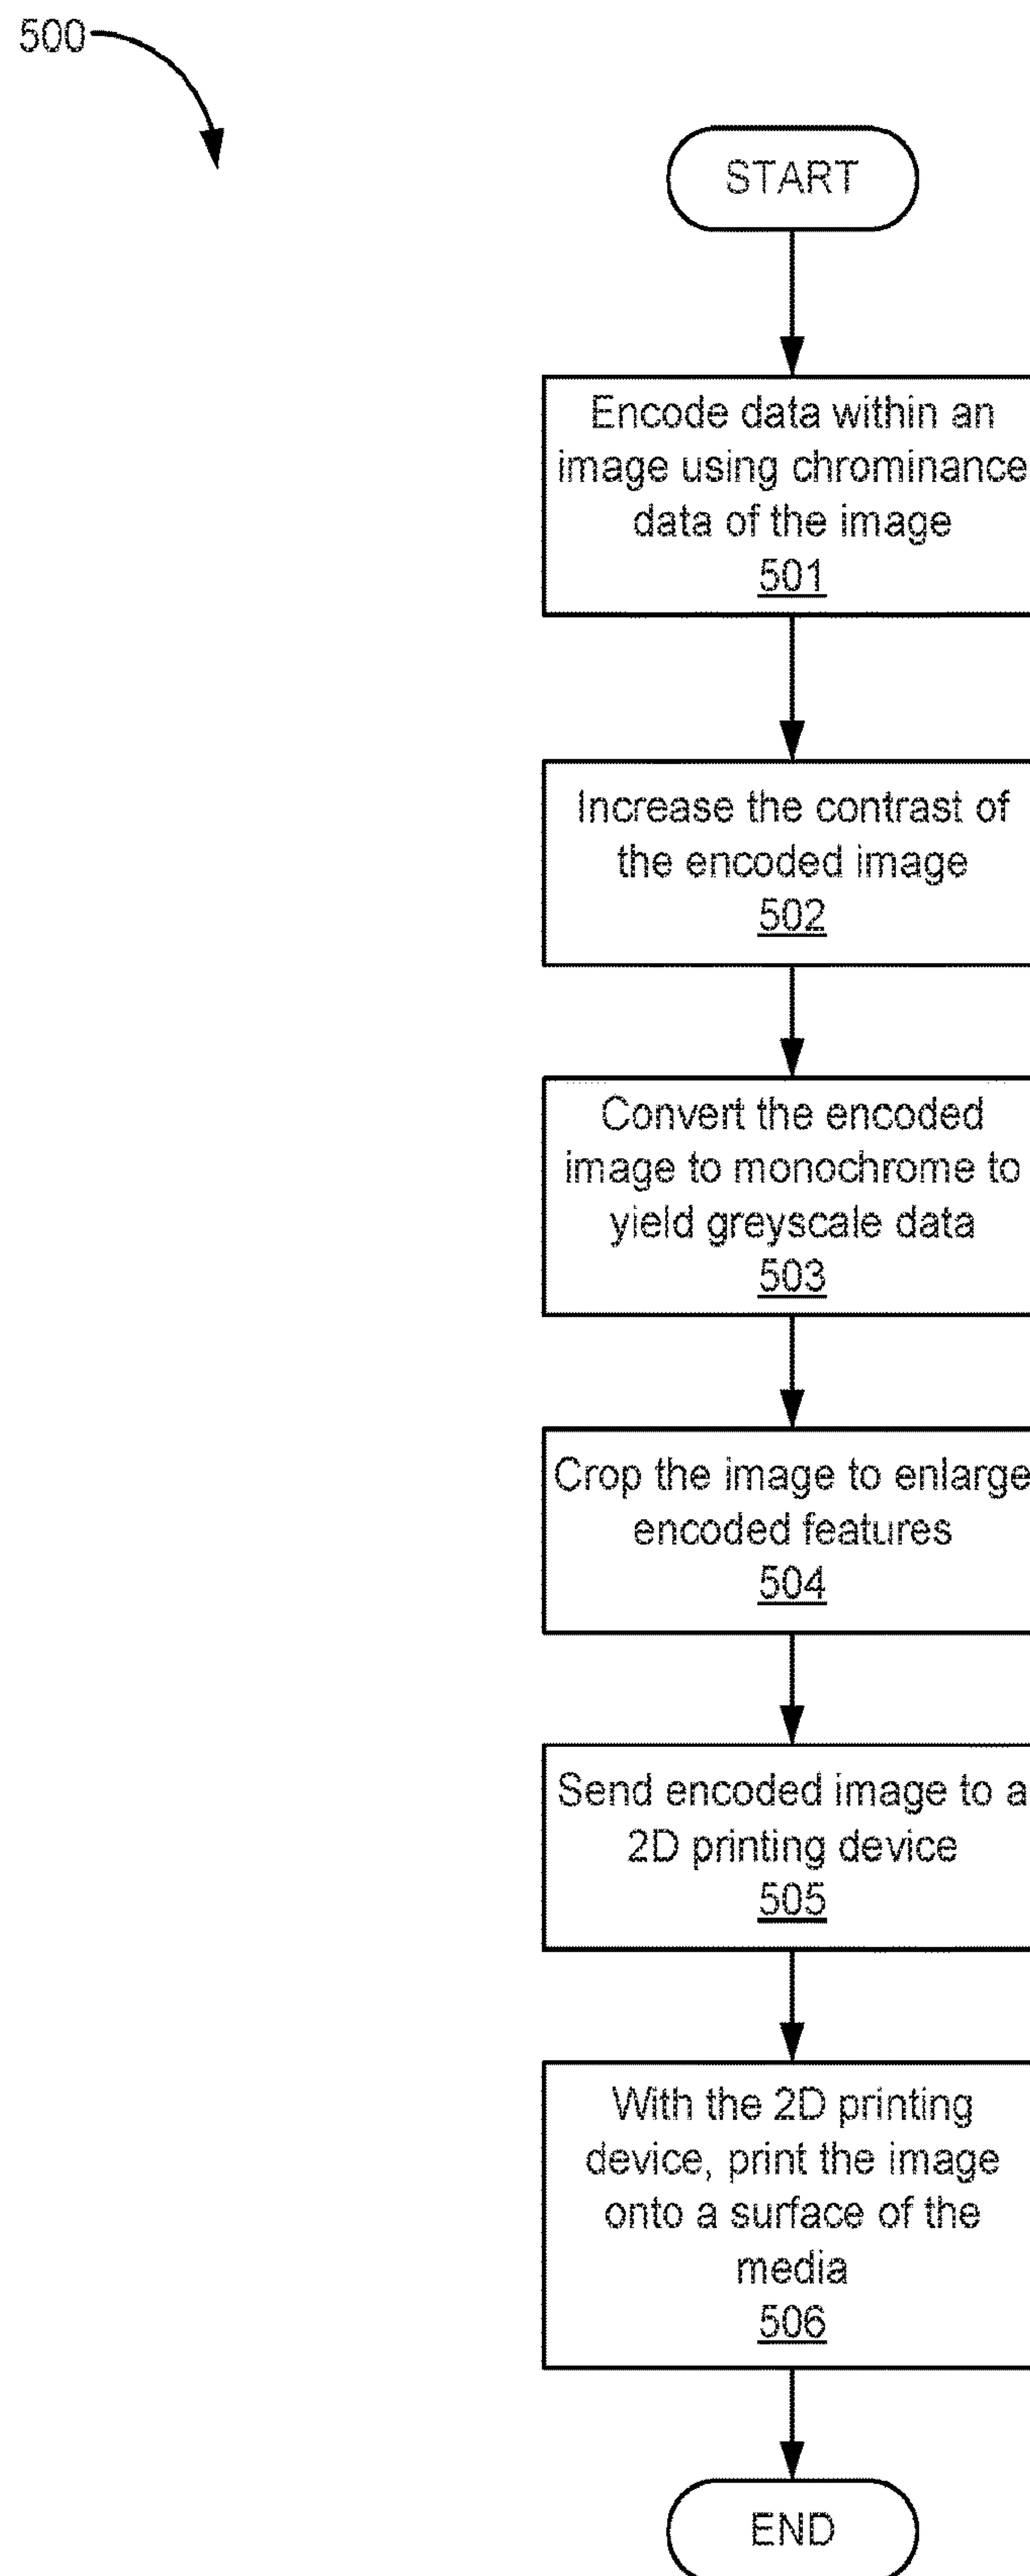 500
START
Encode data within an
image using chrominance
data of the image
501
Increase the contrast of
the encoded image
502
Convert the encoded
image to monochrome to
yield greyscale data
503
Crop the image to enlarge
encoded features
504
Send encoded image to a
2D printing device
505
With the 2D printing
device, print the image
onto a surface of the
media
506
END